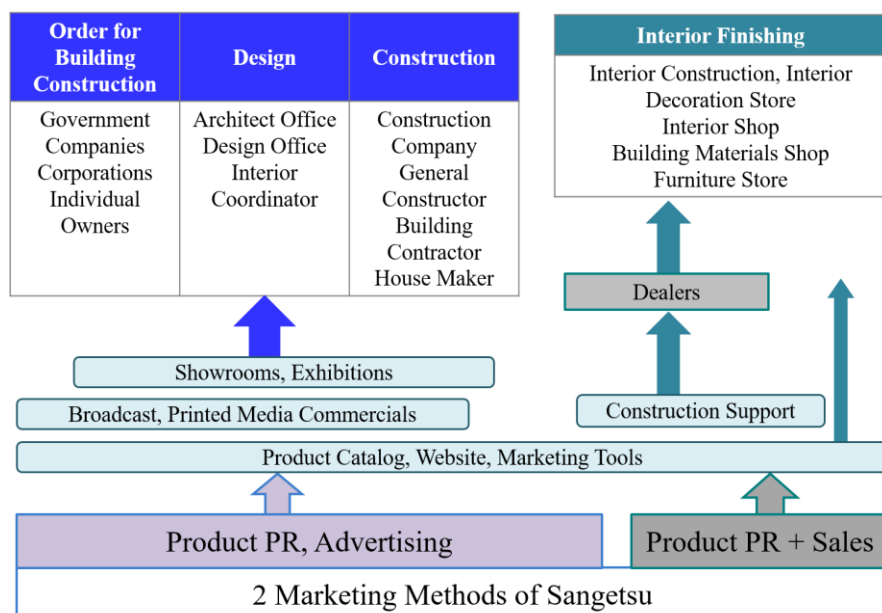 Order for
Building
Construction
Design
Construction
Government
Companies
Corporations
Individual
Owners
Architect Office
Design Office
Interior
Coordinator
Construction
Company
General
Constructor
Building
Contractor
House Maker
Interior Finishing
Interior Construction, Interior
Decoration Store
Interior Shop
Building Materials Shop
Furniture Store
Dealers
Showrooms, Exhibitions
Broadcast, Printed Media Commercials
Construction Support
Product Catalog, Website, Marketing Tools
Product PR, Advertising
Product PR + Sales
2 Marketing Methods of Sangetsu